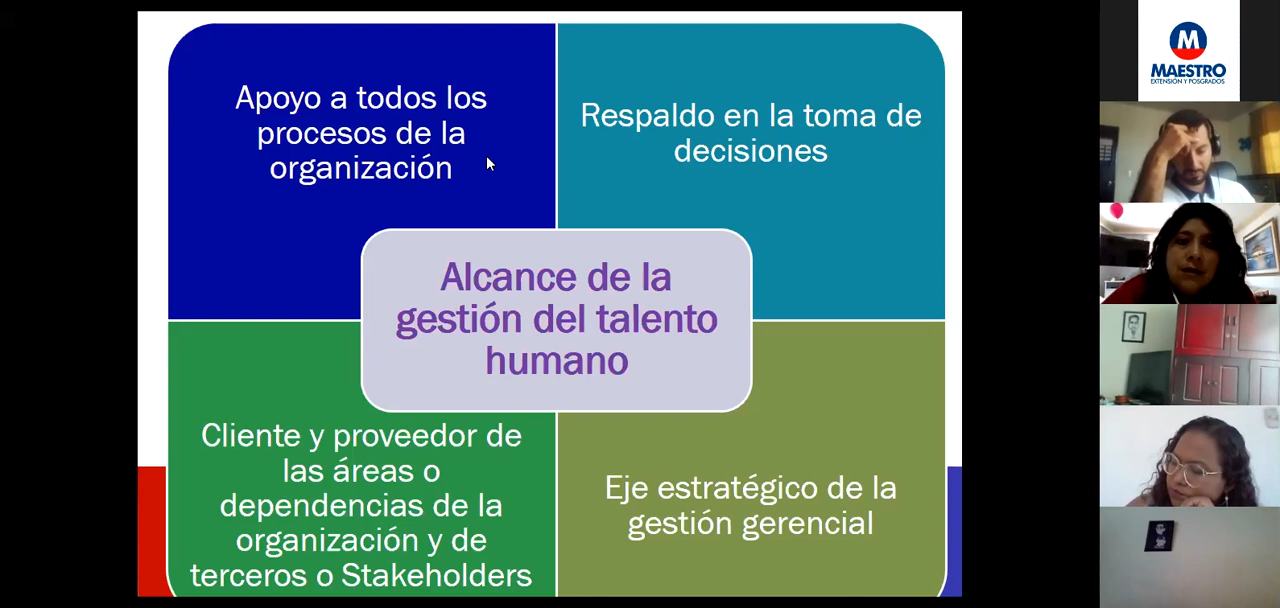 Apoyo a todos los
procesos de la
organización
Respaldo en la toma de
decisiones
Alcance de la
gestión del talento
humano
Cliente y proveedor de
las áreas o
dependencias de la
organización y de
terceros o Stakeholders
Eje estratégico de la
gestión gerencial
M
MAESTRO
EXTENSIÓN Y POSGRADOS